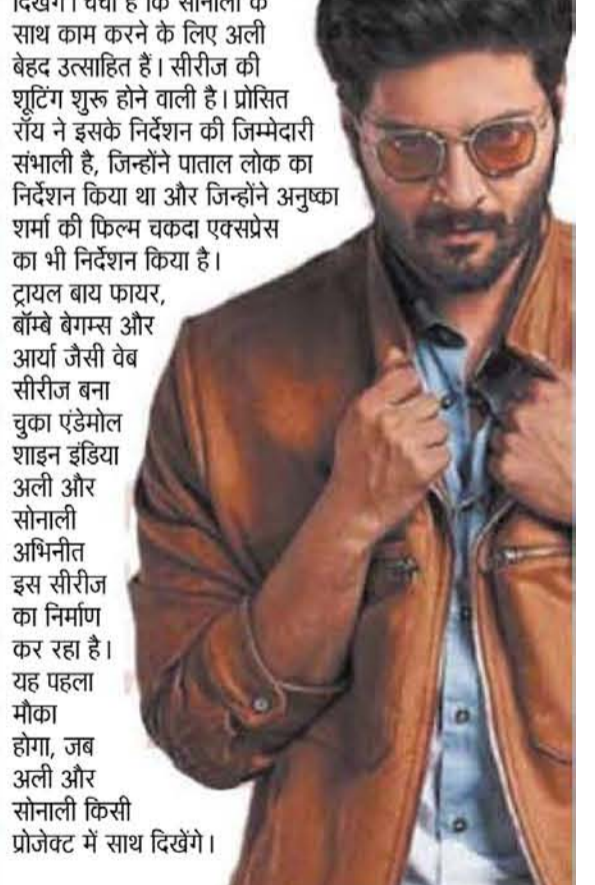 दिखेंगे। चर्चा है कि सोनाली के
साथ काम करने के लिए अली
बेहद उत्साहित हैं। सीरीज की
शूटिंग शुरू होने वाली है। प्रोसित
रॉय ने इसके निर्देशन की जिम्मेदारी
संभाली है, जिन्होंने पाताल लोक का
निर्देशन किया था और जिन्होंने अनुष्का
शर्मा की फिल्म चकदा एक्सप्रेस
का भी निर्देशन किया है।
ट्रायल बाय फायर,
बॉम्बे बेगम्स और
आर्या जैसी वेब
सीरीज बना
चुका एंडेमोल
शाइन इंडिया
अली और
सोनाली
अभिनीत
इस सीरीज
का निर्माण
कर रहा है।
यह पहला
मौका
होगा, जब
अली और
सोनाली किसी
प्रोजेक्ट में साथ दिखेंगे।